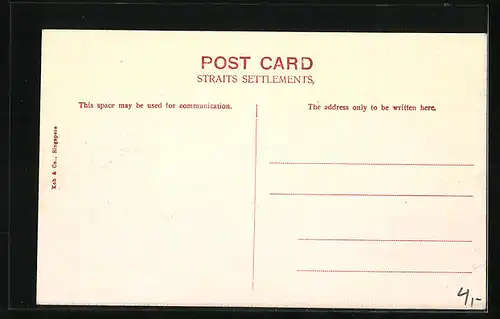 POST CARD
STRAITS SETTLEMENTS,
This space may be used for communication.
The address only to be written here.
Koh & Co., Singapore
4,-